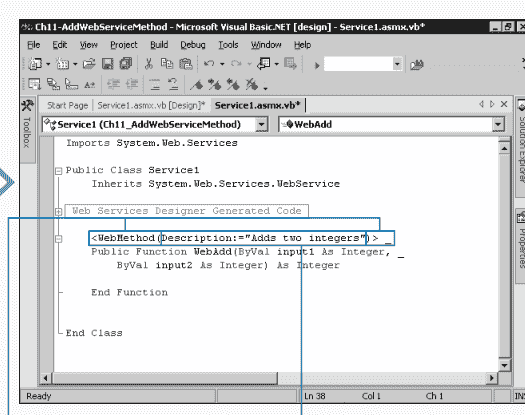 Ch11-AddWebServiceMethod - Microsoft Visual Basic.NET [design] - Service1.asmx.vb*
File Edit View Project Build Debug Tools Window Help
Start Page Service1.asmx.vb [Design]* Service1.asmx.vb*
Service1 (Ch11_AddWebServiceMethod) WebAdd
Toolbox
Solution Explorer
Properties
Imports System.Web.Services
Public Class Service1
Inherits System.Web.Services.WebService
Web Services Designer Generated Code
<WebMethod(Description:="Adds two integers")> _
Public Function WebAdd(ByVal input1 As Integer, _
ByVal input2 As Integer) As Integer
End Function
End Class
Ready Ln 38 Col 1 Ch 1 IN